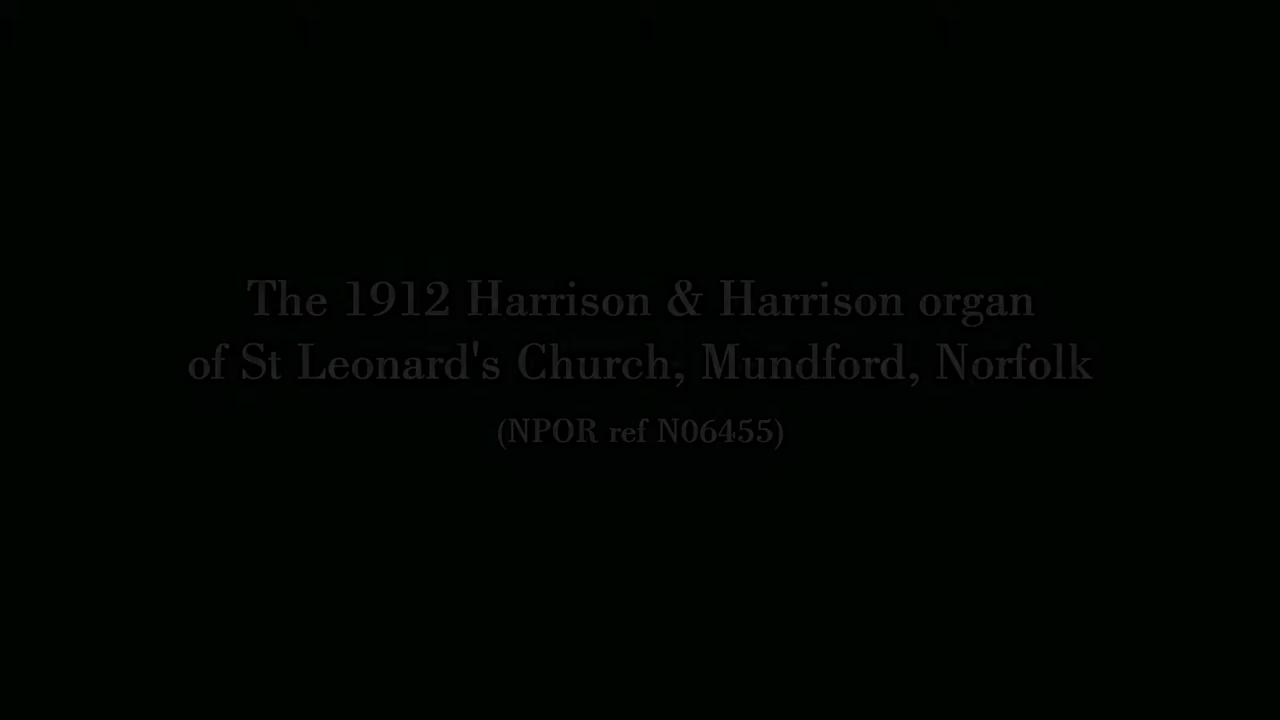 The 1912 Harrison & Harrison organ
of St Leonard's Church, Mundford, Norfolk
(NPOR ref N06455)